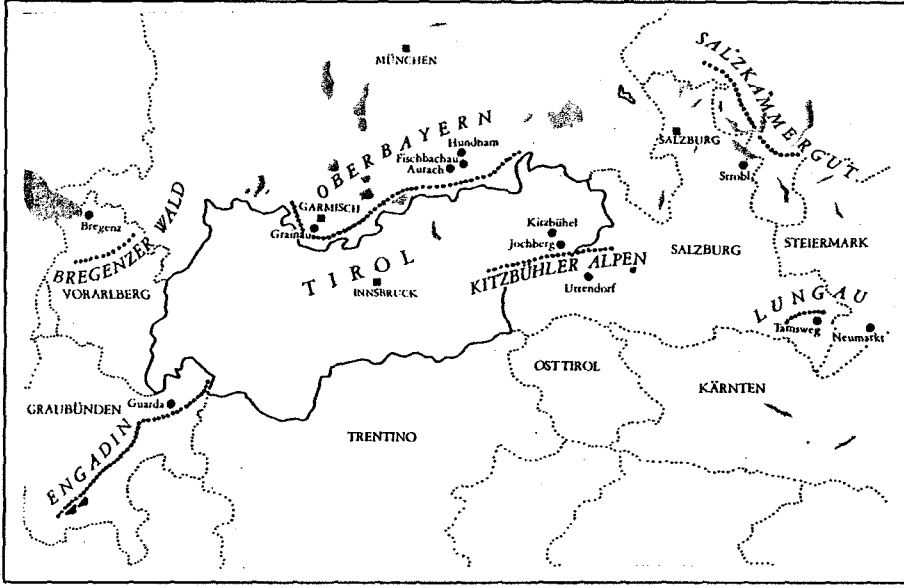 MÜNCHEN
SALZKAMMERGUT
OBERBAYERN
Hundham
Fischbachau
Aurach
SALZBURG
Strobl
GARMISCH
Grainau
Bregenz
BREGENZER WALD
VORARLBERG
Kitzbühel
Jochberg
TIROL
INNSBRUCK
KITZBÜHLER ALPEN
Uttendorf
SALZBURG
STEIERMARK
LUNGAU
Tamsweg
Neumarkt
OSTTIROL
KÄRNTEN
GRAUBÜNDEN
Guarda
ENGADIN
TRENTINO